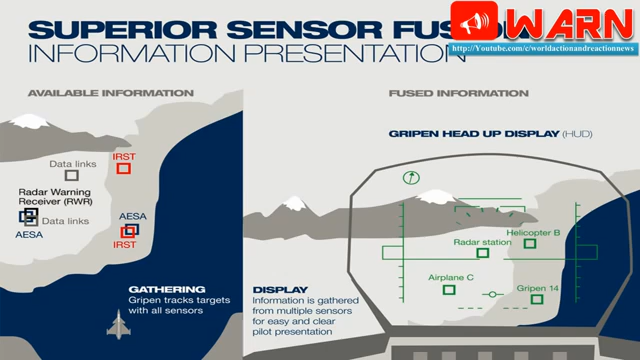 SUPERIOR SENSOR FUSION
INFORMATION PRESENTATION
WARN
http://Youtube.com/c/worldactionandreactionnews
AVAILABLE INFORMATION
FUSED INFORMATION
GRIPEN HEAD UP DISPLAY (HUD)
IRST
Data links
Radar Warning
Receiver (RWR)
Data links
AESA
AESA
IRST
Helicopter B
Radar station
Airplane C
Gripen 14
GATHERING
Gripen tracks targets
with all sensors
DISPLAY
Information is gathered
from multiple sensors
for easy and clear
pilot presentation